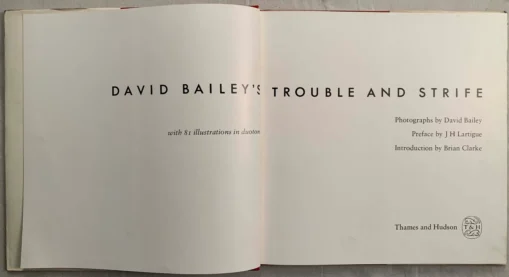 DAVID BAILEY'S TROUBLE AND STRIFE
Photographs by David Bailey
with 81 illustrations in duoton
Preface by J H Lartigue
Introduction by Brian Clarke
Thames and Hudson T&H